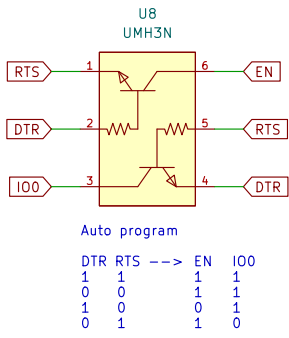 U8
UMH3N
RTS 1 6 EN
DTR 2 5 RTS
IO0 3 4 DTR
Auto program
DTR RTS --> EN IO0
1 1 1 1
0 0 1 1
1 0 0 1
0 1 1 0